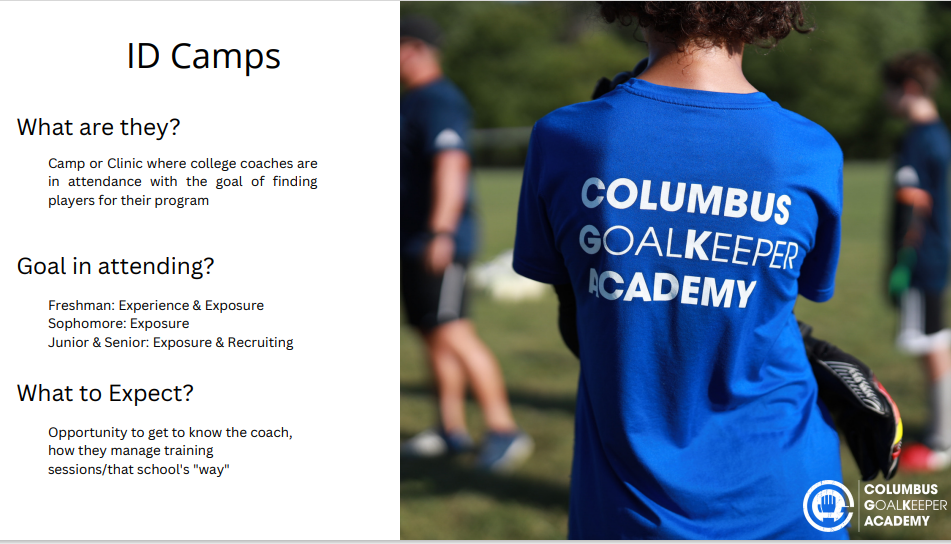 ID Camps
What are they?
Camp or Clinic where college coaches are
in attendance with the goal of finding
players for their program
Goal in attending?
Freshman: Experience & Exposure
Sophomore: Exposure
Junior & Senior: Exposure & Recruiting
What to Expect?
Opportunity to get to know the coach,
how they manage training
sessions/that school's "way"
COLUMBUS
GOALKEEPER
ACADEMY
COLUMBUS
GOALKEEPER
ACADEMY